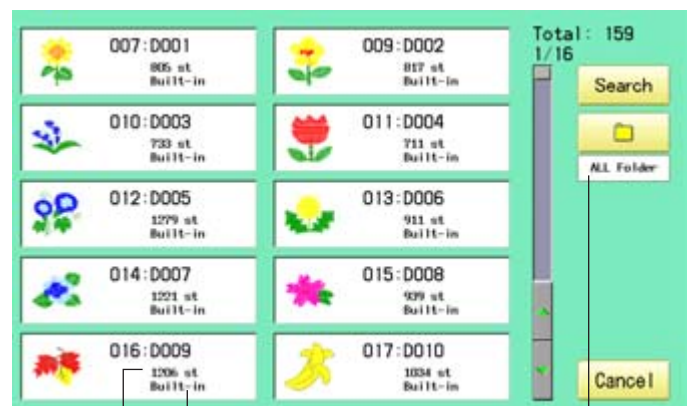 007:D001
805 st
Built-in
009:D002
817 st
Built-in
010:D003
733 st
Built-in
011:D004
711 st
Built-in
012:D005
1279 st
Built-in
013:D006
911 st
Built-in
014:D007
1221 st
Built-in
015:D008
939 st
Built-in
016:D009
1206 st
Built-in
017:D010
1034 st
Built-in
Total: 159
1/16
Search
ALL Folder
Cancel